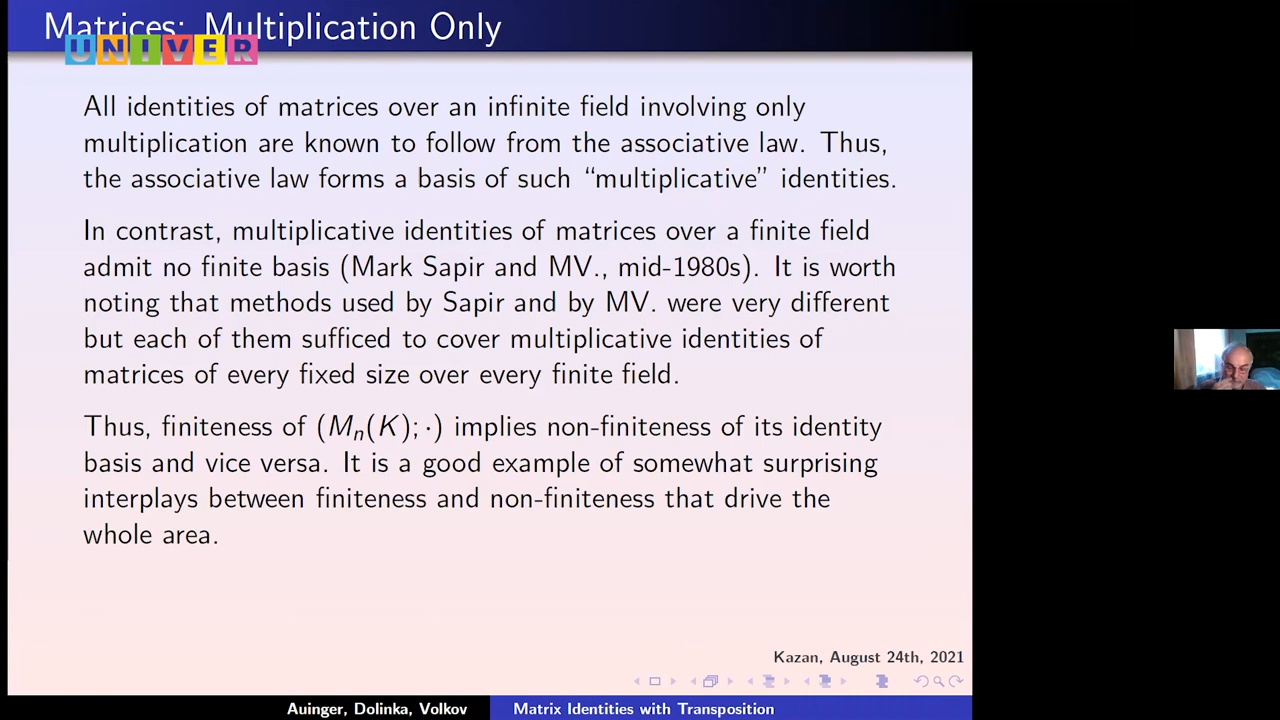 Matrices: Multiplication Only
UNIVER
All identities of matrices over an infinite field involving only
multiplication are known to follow from the associative law. Thus,
the associative law forms a basis of such “multiplicative” identities.
In contrast, multiplicative identities of matrices over a finite field
admit no finite basis (Mark Sapir and MV., mid-1980s). It is worth
noting that methods used by Sapir and by MV. were very different
but each of them sufficed to cover multiplicative identities of
matrices of every fixed size over every finite field.
Thus, finiteness of (Mₙ(K); ·) implies non-finiteness of its identity
basis and vice versa. It is a good example of somewhat surprising
interplays between finiteness and non-finiteness that drive the
whole area.
Kazan, August 24th, 2021
Auinger, Dolinka, Volkov
Matrix Identities with Transposition